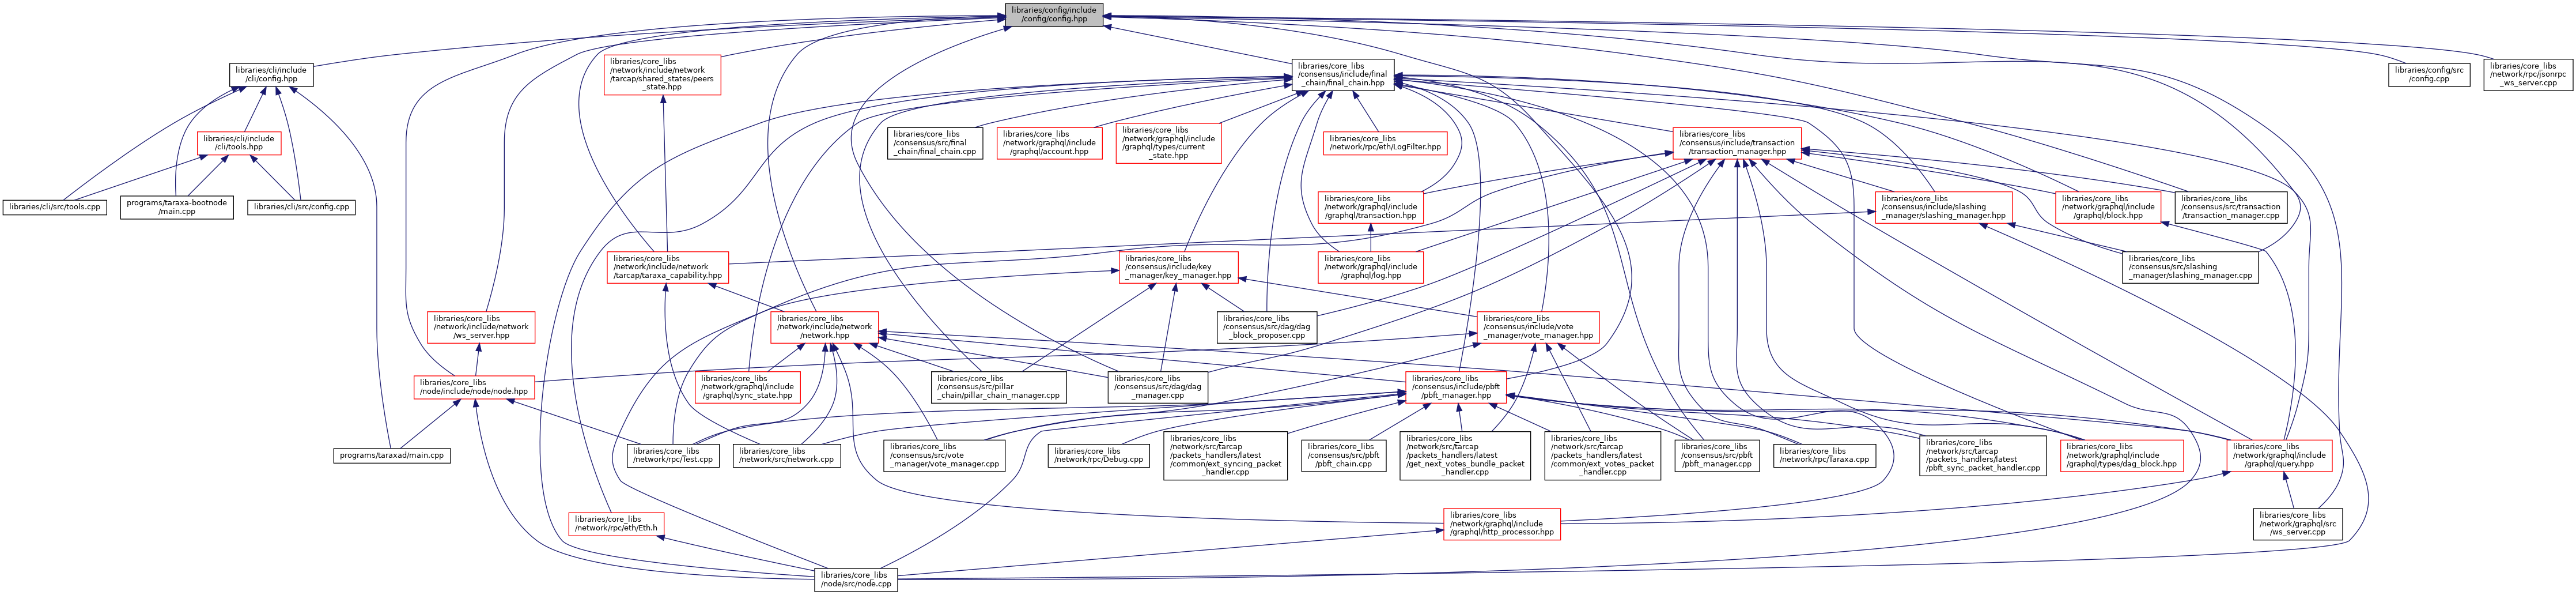 libraries/config/include
/config/config.hpp
libraries/cli/include
/cli/config.hpp
libraries/core_libs
/network/include/network
/tarcap/shared_states/peers
_state.hpp
libraries/core_libs
/consensus/include/final
_chain/final_chain.hpp
libraries/config/src
/config.cpp
libraries/core_libs
/network/rpc/jsonrpc
_ws_server.cpp
libraries/cli/include
/cli/tools.hpp
libraries/core_libs
/consensus/src/final
_chain/final_chain.cpp
libraries/core_libs
/network/graphql/include
/graphql/account.hpp
libraries/core_libs
/network/graphql/include
/graphql/types/current
_state.hpp
libraries/core_libs
/network/rpc/eth/LogFilter.hpp
libraries/core_libs
/consensus/include/transaction
/transaction_manager.hpp
libraries/cli/src/tools.cpp
programs/taraxa-bootnode
/main.cpp
libraries/cli/src/config.cpp
libraries/core_libs
/network/graphql/include
/graphql/transaction.hpp
libraries/core_libs
/consensus/include/slashing
_manager/slashing_manager.hpp
libraries/core_libs
/network/graphql/include
/graphql/block.hpp
libraries/core_libs
/consensus/src/transaction
/transaction_manager.cpp
libraries/core_libs
/network/include/network
/tarcap/taraxa_capability.hpp
libraries/core_libs
/consensus/include/key
_manager/key_manager.hpp
libraries/core_libs
/network/graphql/include
/graphql/log.hpp
libraries/core_libs
/consensus/src/slashing
_manager/slashing_manager.cpp
libraries/core_libs
/network/include/network
/ws_server.hpp
libraries/core_libs
/network/include/network
/network.hpp
libraries/core_libs
/consensus/src/dag/dag
_block_proposer.cpp
libraries/core_libs
/consensus/include/vote
_manager/vote_manager.hpp
libraries/core_libs
/node/include/node/node.hpp
libraries/core_libs
/network/graphql/include
/graphql/sync_state.hpp
libraries/core_libs
/consensus/src/pillar
_chain/pillar_chain_manager.cpp
libraries/core_libs
/consensus/src/dag/dag
_manager.cpp
libraries/core_libs
/consensus/include/pbft
/pbft_manager.hpp
programs/taraxad/main.cpp
libraries/core_libs
/network/rpc/Test.cpp
libraries/core_libs
/network/src/network.cpp
libraries/core_libs
/consensus/src/vote
_manager/vote_manager.cpp
libraries/core_libs
/network/rpc/Debug.cpp
libraries/core_libs
/network/src/tarcap
/packets_handlers/latest
/common/ext_syncing_packet
_handler.cpp
libraries/core_libs
/consensus/src/pbft
/pbft_chain.cpp
libraries/core_libs
/network/src/tarcap
/packets_handlers/latest
/get_next_votes_bundle_packet
_handler.cpp
libraries/core_libs
/network/src/tarcap
/packets_handlers/latest
/common/ext_votes_packet
_handler.cpp
libraries/core_libs
/consensus/src/pbft
/pbft_manager.cpp
libraries/core_libs
/network/rpc/Taraxa.cpp
libraries/core_libs
/network/src/tarcap
/packets_handlers/latest
/pbft_sync_packet_handler.cpp
libraries/core_libs
/network/graphql/include
/graphql/types/dag_block.hpp
libraries/core_libs
/network/graphql/include
/graphql/query.hpp
libraries/core_libs
/network/rpc/eth/Eth.h
libraries/core_libs
/network/graphql/include
/graphql/http_processor.hpp
libraries/core_libs
/network/graphql/src
/ws_server.cpp
libraries/core_libs
/node/src/node.cpp